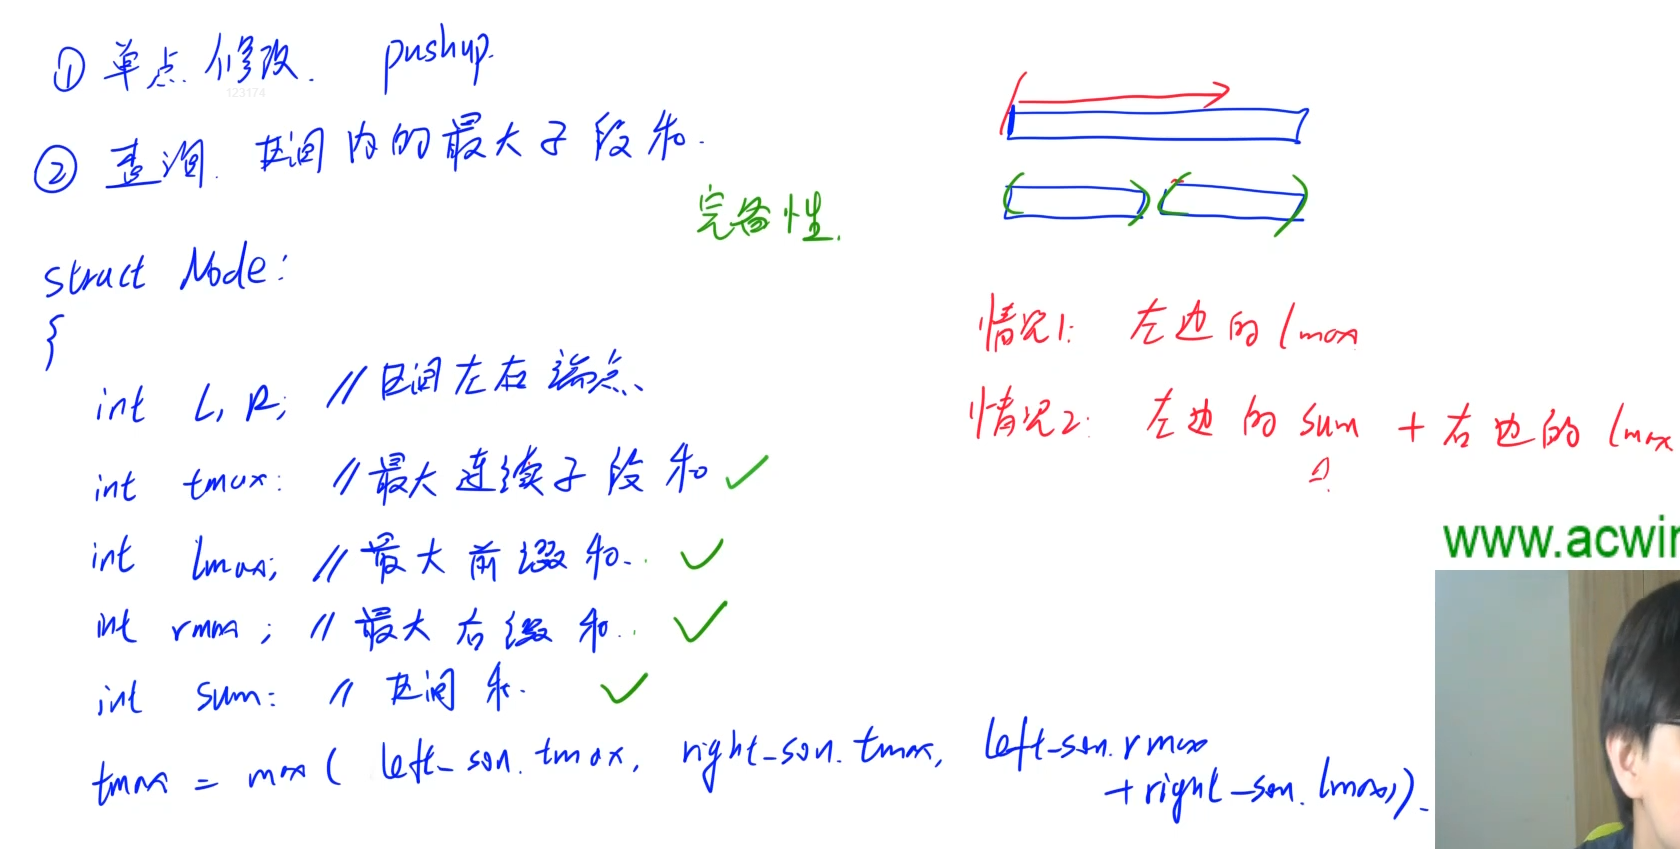 ① 单点修改. pushup.
123174
② 查询. 区间内的最大子段和.
完备性.
struct Node:
{
int L, R; // 区间左右端点、
int tmax: // 最大连续子段和
int lmax; // 最大前缀和.
int rmax; // 最大右缀和.
int sum: // 区间和.
tmax = max( left_son.tmax, right_son.tmax, left_son.rmax
+right_son.lmax)).
情况1: 左边的 lmax
情况2: 左边的 sum + 右边的 lmax
www.acwin